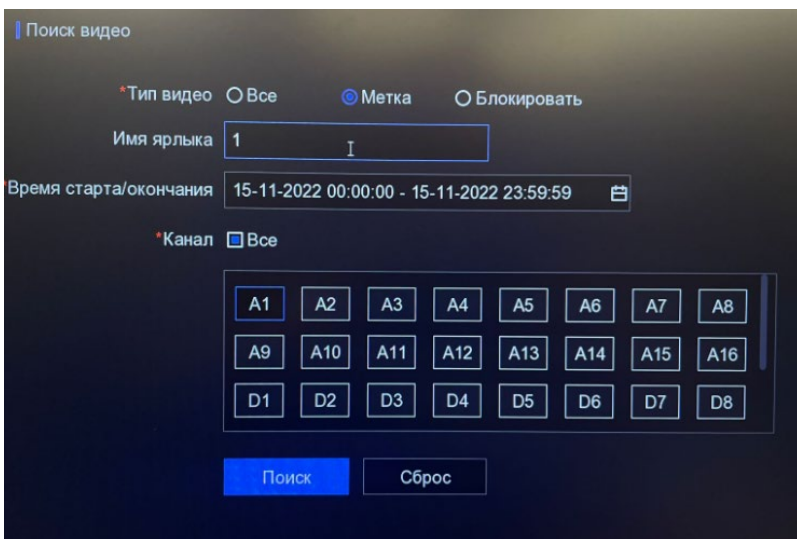 Поиск видео
*Тип видео Все Метка Блокировать
Имя ярлыка 1
*Время старта/окончания 15-11-2022 00:00:00 - 15-11-2022 23:59:59
*Канал Все
A1 A2 A3 A4 A5 A6 A7 A8
A9 A10 A11 A12 A13 A14 A15 A16
D1 D2 D3 D4 D5 D6 D7 D8
Поиск Сброс